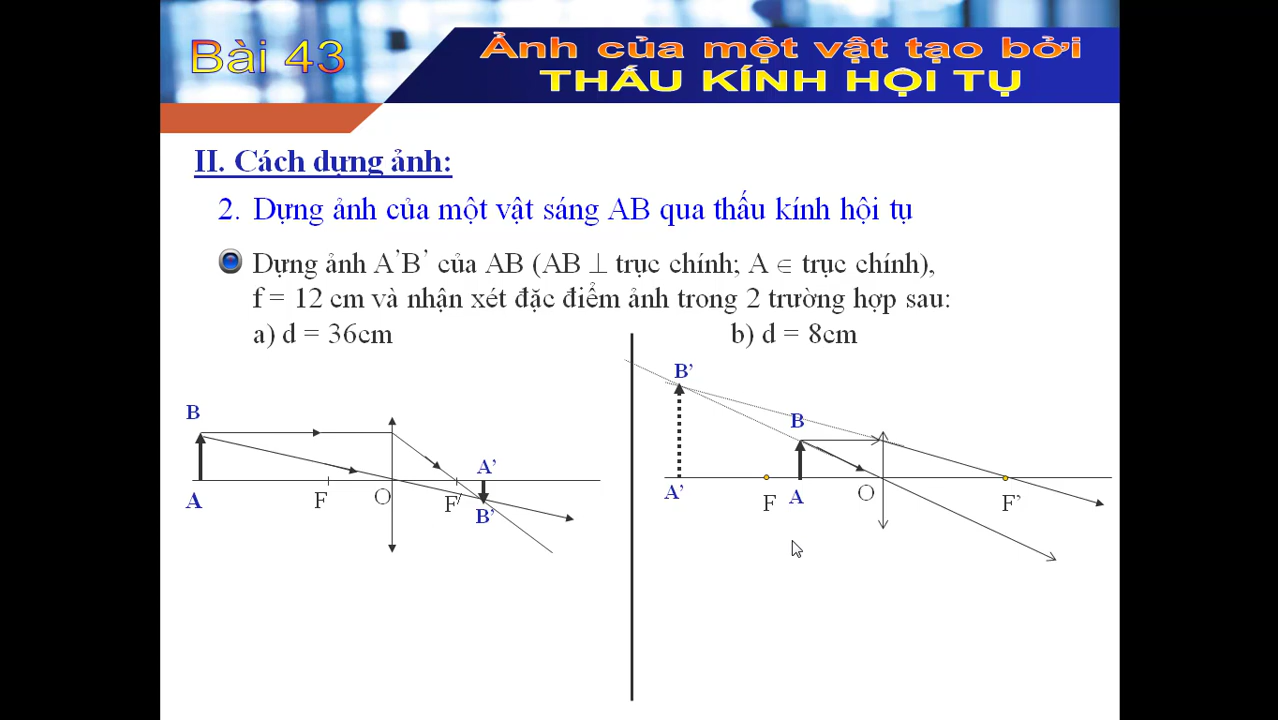 Bài 43
Ảnh của một vật tạo bởi
THẤU KÍNH HỘI TỤ
II. Cách dựng ảnh:
2. Dựng ảnh của một vật sáng AB qua thấu kính hội tụ
Dựng ảnh A’B’ của AB (AB ⊥ trục chính; A ∈ trục chính),
f = 12 cm và nhận xét đặc điểm ảnh trong 2 trường hợp sau:
a) d = 36cm
b) d = 8cm
B
A’
A
F
O
F'
B’
B’
B
A’
F
A
O
F’